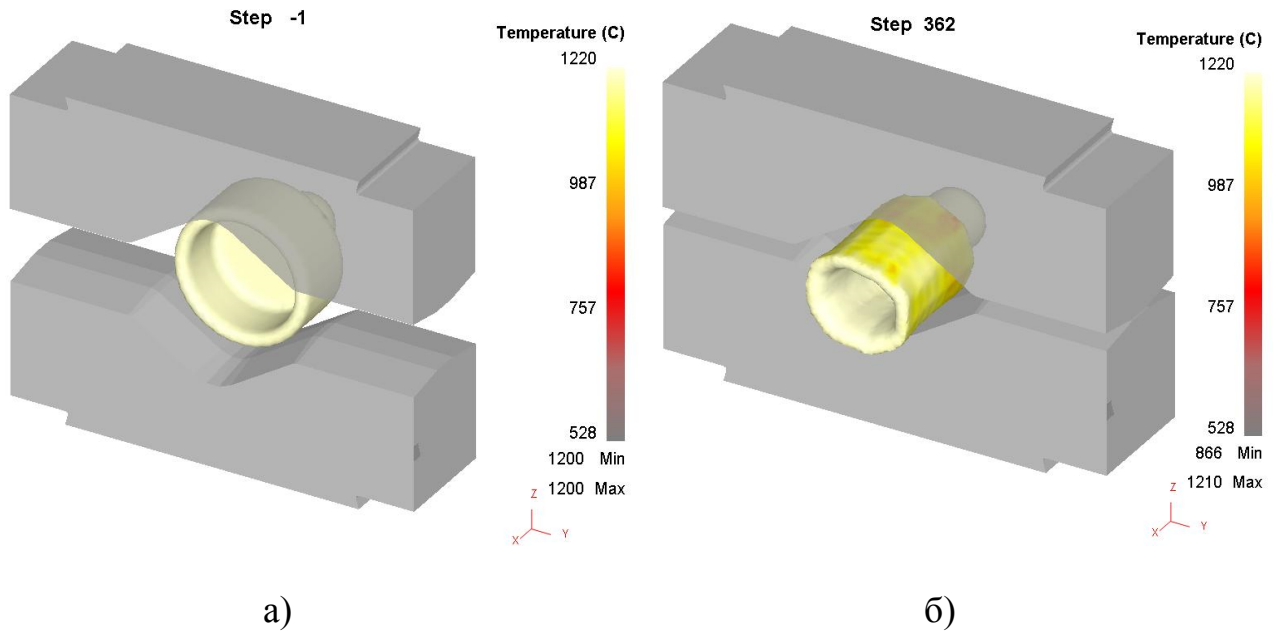 Step -1
Temperature (C)
1220
987
757
528
1200 Min
1200 Max
Z
X
Y
а)
Step 362
Temperature (C)
1220
987
757
528
866 Min
1210 Max
Z
X
Y
б)